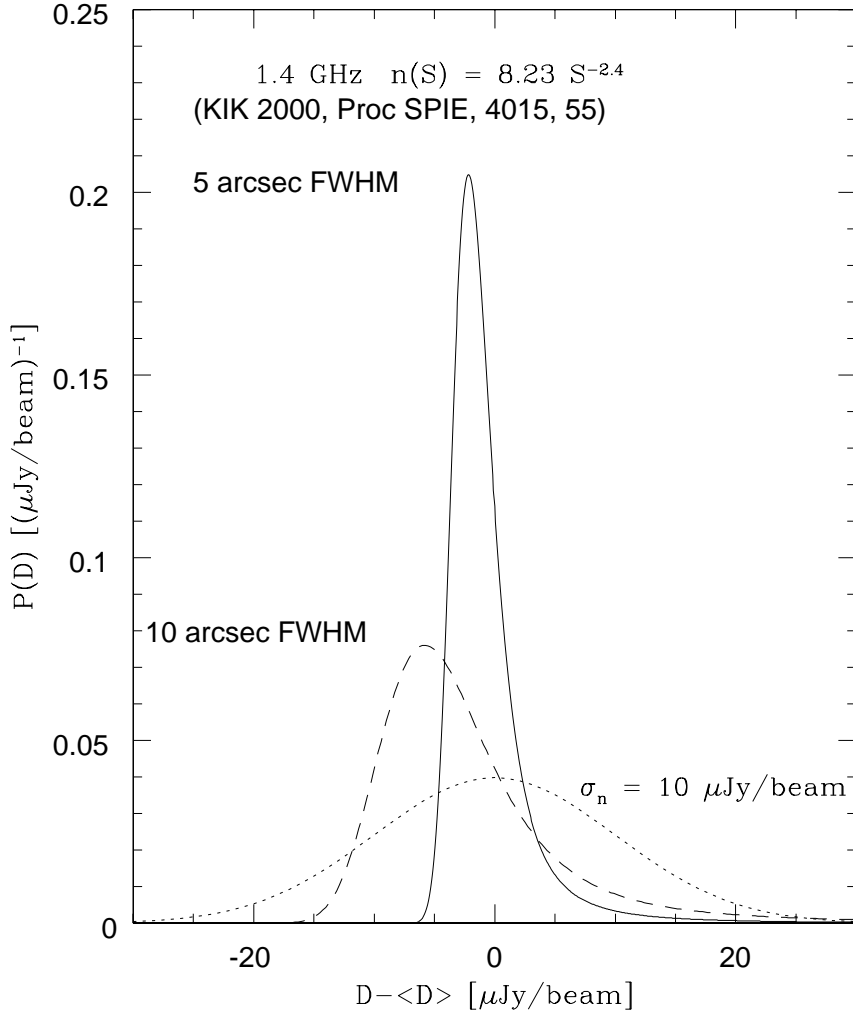 0.25
1.4 GHz n(S) = 8.23 S^−2.4
(KIK 2000, Proc SPIE, 4015, 55)
5 arcsec FWHM
0.2
0.15
P(D) [(μJy/beam)^−1]
0.1
10 arcsec FWHM
0.05
σ_n = 10 μJy/beam
0
-20 0 20
D−<D> [μJy/beam]